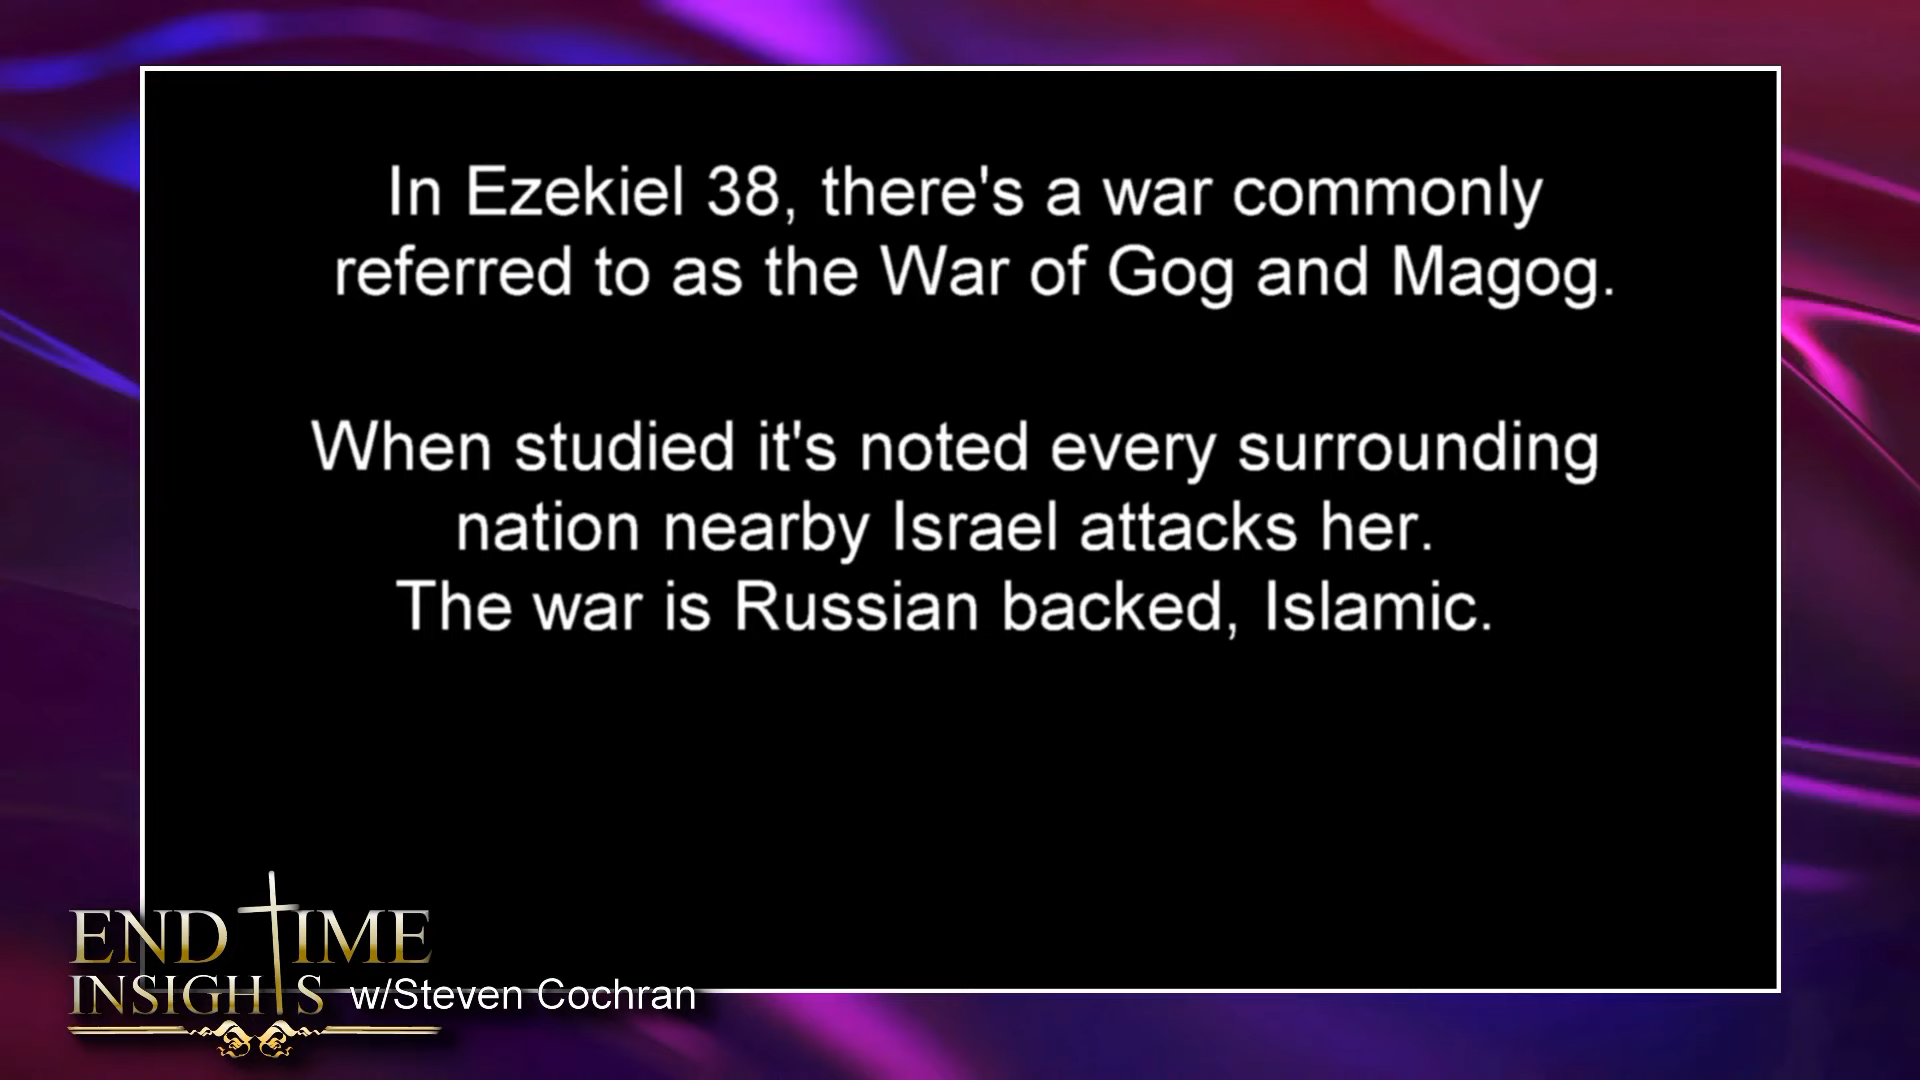 In Ezekiel 38, there's a war commonly
referred to as the War of Gog and Magog.
When studied it's noted every surrounding
nation nearby Israel attacks her.
The war is Russian backed, Islamic.
END TIME
INSIGHTS w/Steven Cochran